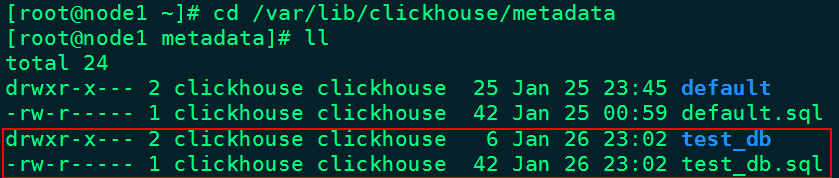 [root@node1 ~]# cd /var/lib/clickhouse/metadata
[root@node1 metadata]# ll
total 24
drwxr-x--- 2 clickhouse clickhouse 25 Jan 25 23:45 default
-rw-r----- 1 clickhouse clickhouse 42 Jan 25 00:59 default.sql
drwxr-x--- 2 clickhouse clickhouse  6 Jan 26 23:02 test_db
-rw-r----- 1 clickhouse clickhouse 42 Jan 26 23:02 test_db.sql